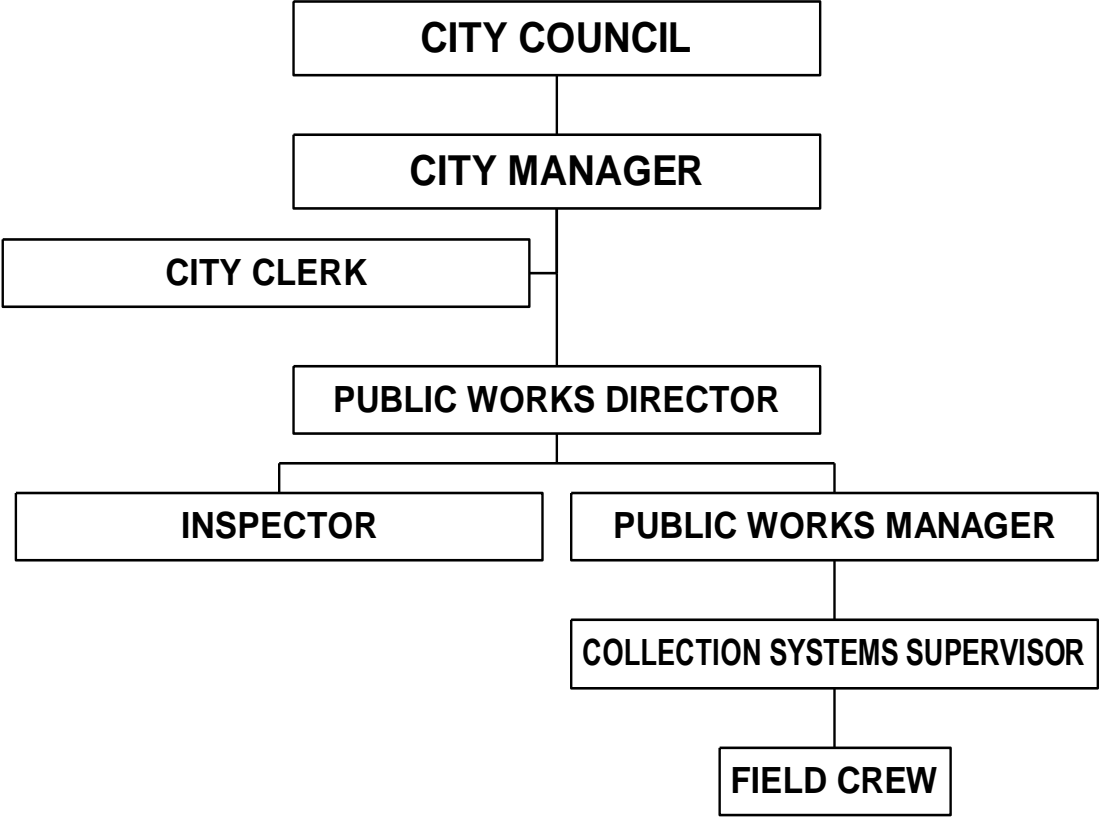 CITY COUNCIL
CITY MANAGER
CITY CLERK
PUBLIC WORKS DIRECTOR
INSPECTOR
PUBLIC WORKS MANAGER
COLLECTION SYSTEMS SUPERVISOR
FIELD CREW